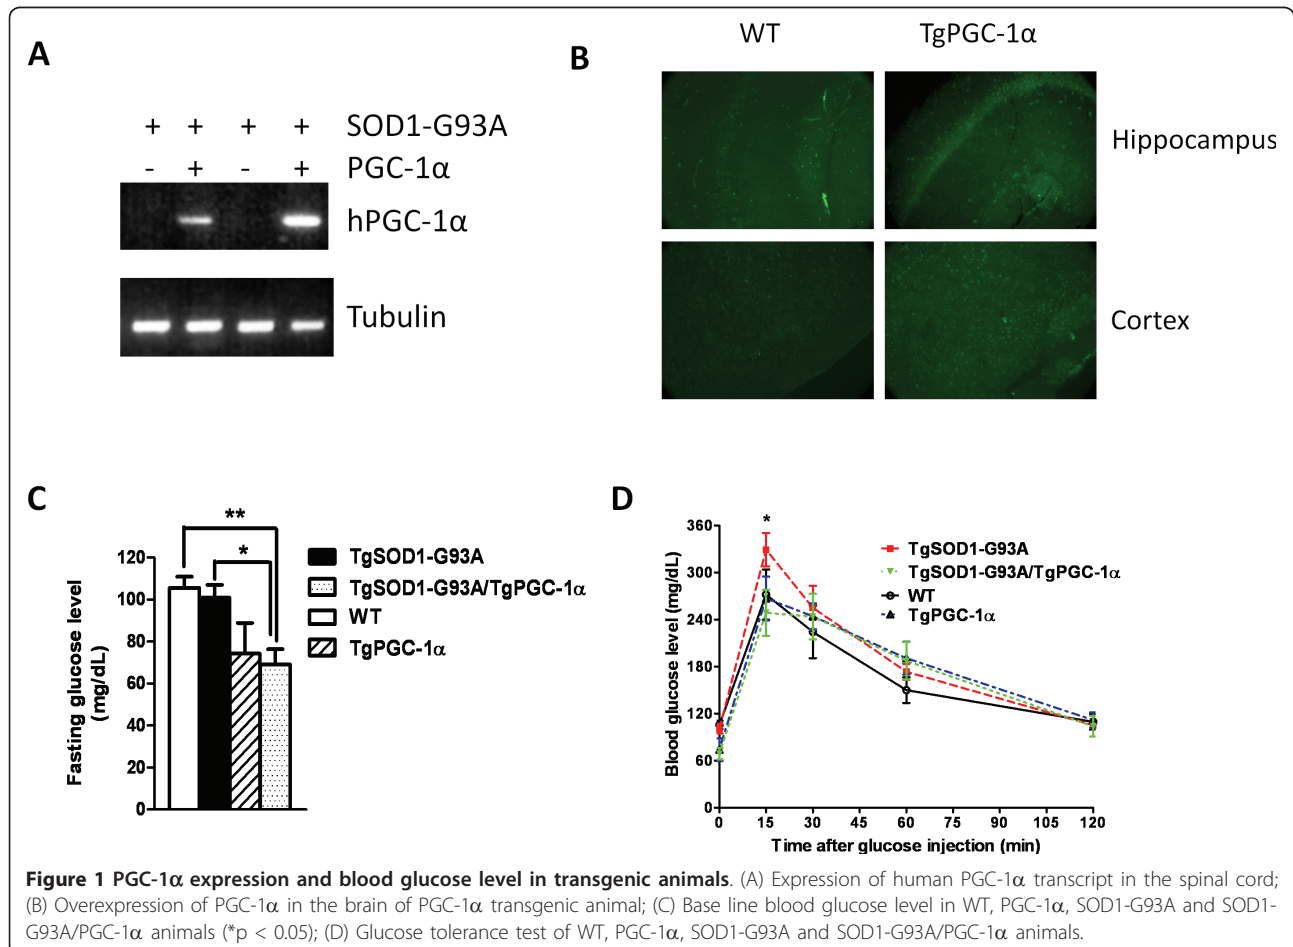 A
+ + + + SOD1-G93A
- + - + PGC-1α
hPGC-1α
Tubulin
B
WT TgPGC-1α
Hippocampus
Cortex
C
**
*
120
100
80
60
40
20
0
Fasting glucose level
(mg/dL)
TgSOD1-G93A
TgSOD1-G93A/TgPGC-1α
WT
TgPGC-1α
D
*
360
300
240
180
120
60
0
Blood glucose level (mg/dL)
TgSOD1-G93A
TgSOD1-G93A/TgPGC-1α
WT
TgPGC-1α
0 15 30 45 60 75 90 105 120
Time after glucose injection (min)
Figure 1 PGC-1α expression and blood glucose level in transgenic animals. (A) Expression of human PGC-1α transcript in the spinal cord;
(B) Overexpression of PGC-1α in the brain of PGC-1α transgenic animal; (C) Base line blood glucose level in WT, PGC-1α, SOD1-G93A and SOD1-
G93A/PGC-1α animals (*p < 0.05); (D) Glucose tolerance test of WT, PGC-1α, SOD1-G93A and SOD1-G93A/PGC-1α animals.